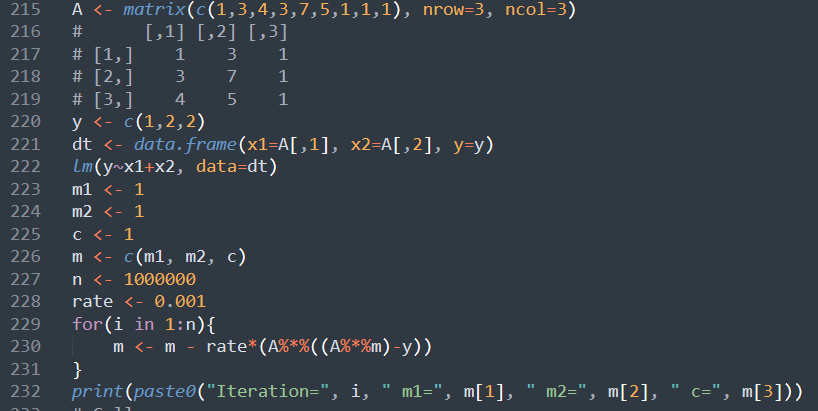 215 A <- matrix(c(1,3,4,3,7,5,1,1,1), nrow=3, ncol=3)
216 #      [,1] [,2] [,3]
217 # [1,]    1    3    1
218 # [2,]    3    7    1
219 # [3,]    4    5    1
220 y <- c(1,2,2)
221 dt <- data.frame(x1=A[,1], x2=A[,2], y=y)
222 lm(y~x1+x2, data=dt)
223 m1 <- 1
224 m2 <- 1
225 c <- 1
226 m <- c(m1, m2, c)
227 n <- 1000000
228 rate <- 0.001
229 for(i in 1:n){
230     m <- m - rate*(A%*%((A%*%m)-y))
231 }
232 print(paste0("Iteration=", i, " m1=", m[1], " m2=", m[2], " c=", m[3]))